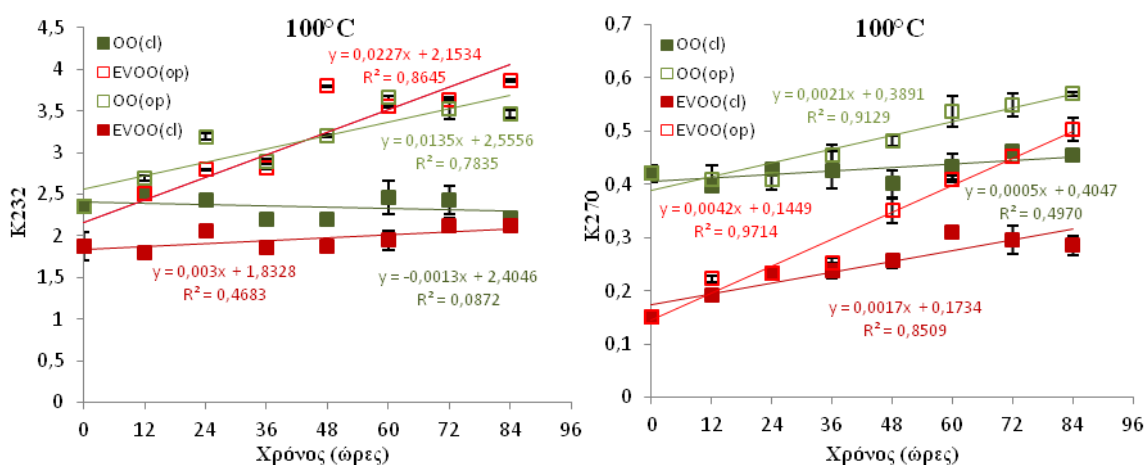 100°C
4,5
4
3,5
3
2,5
2
1,5
1
0,5
0
K232
OO(cl)
EVOO(op)
OO(op)
EVOO(cl)
y = 0,0227x + 2,1534
R² = 0,8645
y = 0,0135x + 2,5556
R² = 0,7835
y = 0,003x + 1,8328
R² = 0,4683
y = -0,0013x + 2,4046
R² = 0,0872
0 12 24 36 48 60 72 84 96
Χρόνος (ώρες)
100°C
0,7
0,6
0,5
0,4
0,3
0,2
0,1
0
K270
OO(cl)
OO(op)
EVOO(cl)
EVOO(op)
y = 0,0021x + 0,3891
R² = 0,9129
y = 0,0042x + 0,1449
R² = 0,9714
y = 0,0005x + 0,4047
R² = 0,4970
y = 0,0017x + 0,1734
R² = 0,8509
0 12 24 36 48 60 72 84 96
Χρόνος (ώρες)